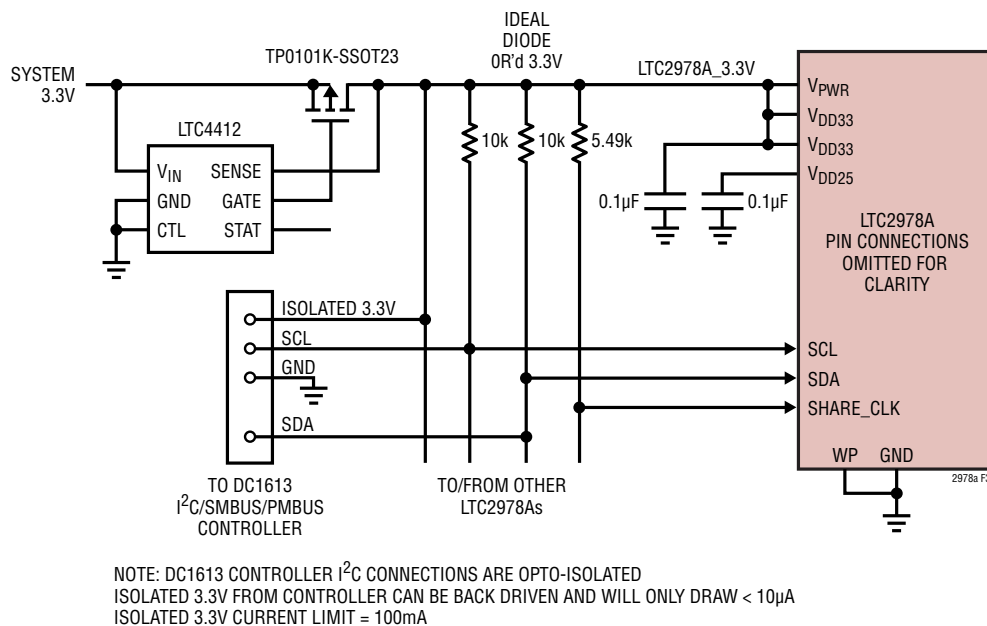 IDEAL
DIODE
0R'd 3.3V
TP0101K-SSOT23
SYSTEM
3.3V
LTC2978A_3.3V
LTC4412
VIN
SENSE
GND
GATE
CTL
STAT
10k
10k
5.49k
0.1µF
0.1µF
VPWR
VDD33
VDD33
VDD25
LTC2978A
PIN CONNECTIONS
OMITTED FOR
CLARITY
ISOLATED 3.3V
SCL
GND
SDA
SCL
SDA
SHARE_CLK
WP
GND
TO DC1613
I2C/SMBUS/PMBUS
CONTROLLER
TO/FROM OTHER
LTC2978As
NOTE: DC1613 CONTROLLER I2C CONNECTIONS ARE OPTO-ISOLATED
ISOLATED 3.3V FROM CONTROLLER CAN BE BACK DRIVEN AND WILL ONLY DRAW < 10µA
ISOLATED 3.3V CURRENT LIMIT = 100mA